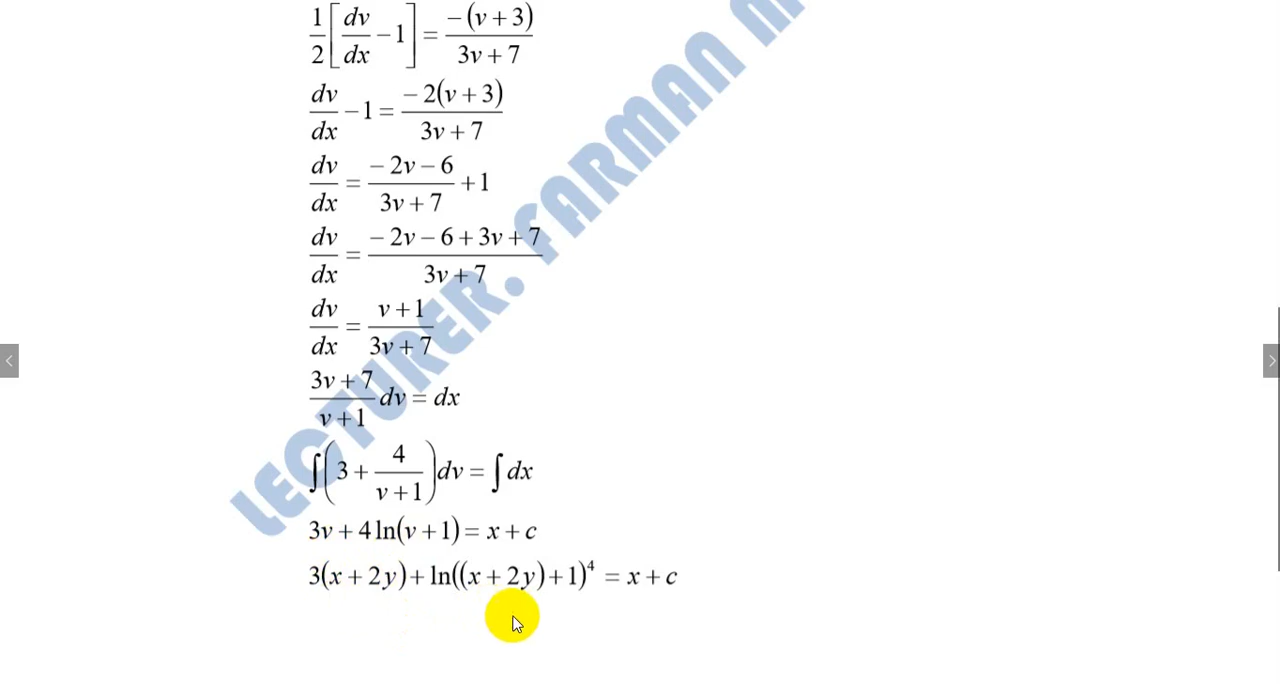 1/2 [dv/dx − 1] = −(v + 3)/(3v + 7)
dv/dx − 1 = −2(v + 3)/(3v + 7)
dv/dx = (−2v − 6)/(3v + 7) + 1
dv/dx = (−2v − 6 + 3v + 7)/(3v + 7)
dv/dx = (v + 1)/(3v + 7)
(3v + 7)/(v + 1) dv = dx
∫(3 + 4/(v + 1))dv = ∫dx
3v + 4 ln(v + 1) = x + c
3(x + 2y) + ln((x + 2y) + 1)⁴ = x + c
LECTURER. FARMAN M